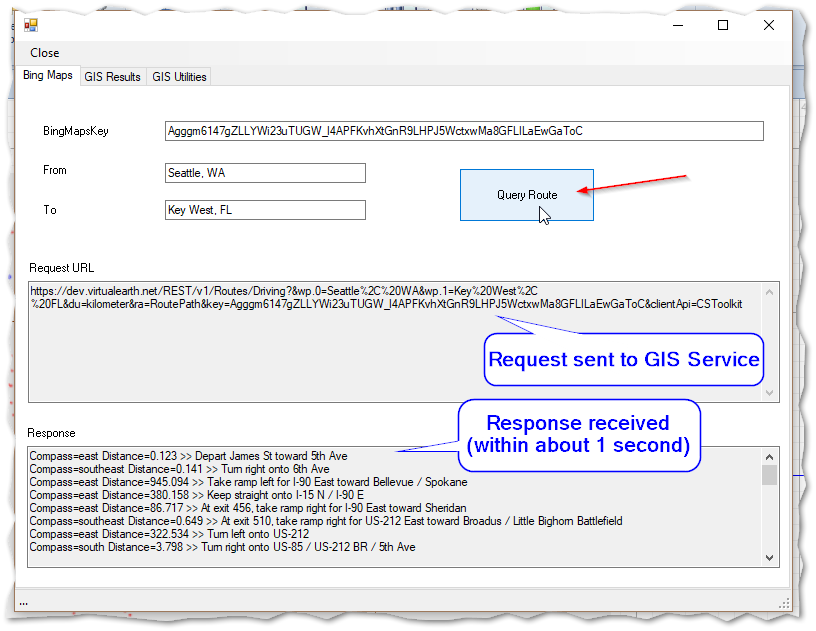 Close
Bing Maps GIS Results GIS Utilities
BingMapsKey
Agggm6147gZLLYWi23uTUGW_I4APFKvhXtGnR9LHPJ5WctxwMa8GFLILaEwGaToC
From
Seattle, WA
Query Route
To
Key West, FL
Request URL
https://dev.virtualearth.net/REST/v1/Routes/Driving?&wp.0=Seattle%2C%20WA&wp.1=Key%20West%2C
%20FL&du=kilometer&ra=RoutePath&key=Agggm6147gZLLYWi23uTUGW_I4APFKvhXtGnR9LHPJ5WctxwMa8GFLILaEwGaToC&clientApi=CSToolkit
Request sent to GIS Service
Response received
(within about 1 second)
Response
Compass=east Distance=0.123 >> Depart James St toward 5th Ave
Compass=southeast Distance=0.141 >> Turn right onto 6th Ave
Compass=east Distance=945.094 >> Take ramp left for I-90 East toward Bellevue / Spokane
Compass=east Distance=380.158 >> Keep straight onto I-15 N / I-90 E
Compass=east Distance=86.717 >> At exit 456, take ramp right for I-90 East toward Sheridan
Compass=southeast Distance=0.649 >> At exit 510, take ramp right for US-212 East toward Broadus / Little Bighorn Battlefield
Compass=east Distance=322.534 >> Turn left onto US-212
Compass=south Distance=3.798 >> Turn right onto US-85 / US-212 BR / 5th Ave
...